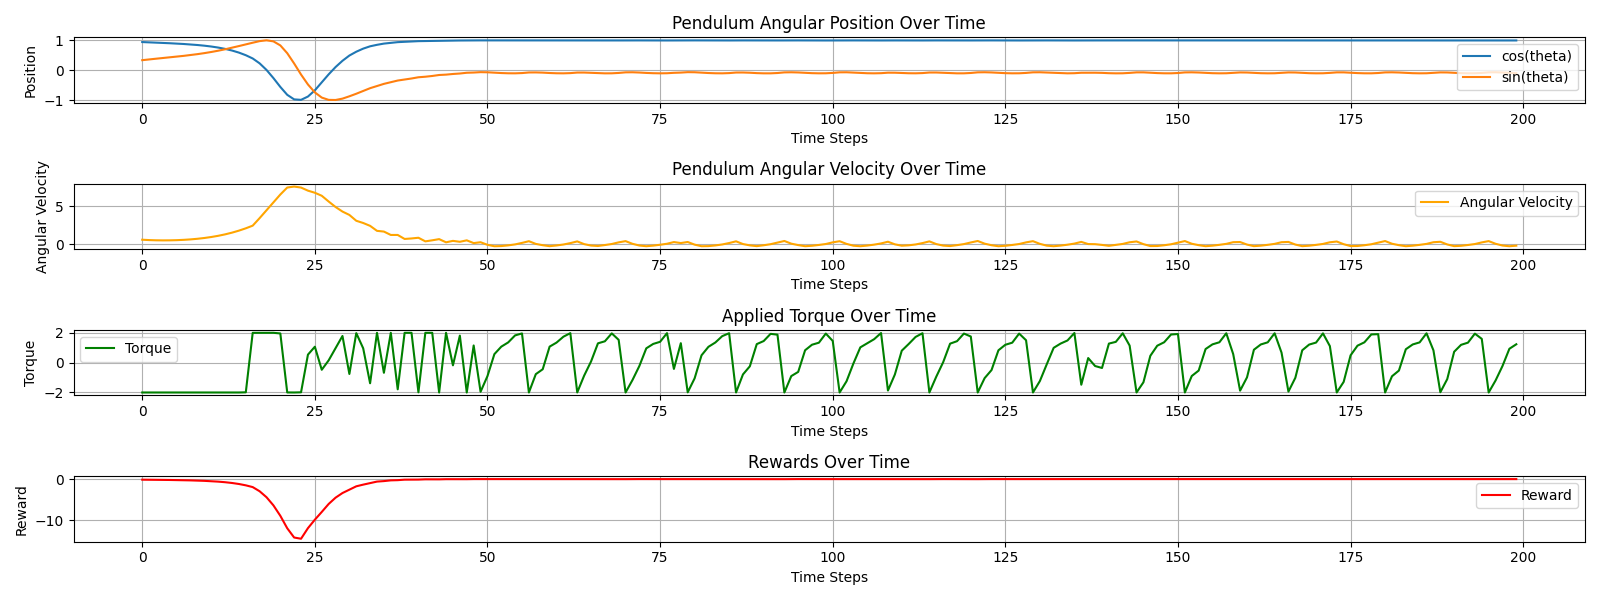 Pendulum Angular Position Over Time
Position
1
0
−1
cos(theta)
sin(theta)
0 25 50 75 100 125 150 175 200
Time Steps
Pendulum Angular Velocity Over Time
Angular Velocity
5
0
Angular Velocity
0 25 50 75 100 125 150 175 200
Time Steps
Applied Torque Over Time
Torque
2
0
−2
Torque
0 25 50 75 100 125 150 175 200
Time Steps
Rewards Over Time
Reward
0
−10
Reward
0 25 50 75 100 125 150 175 200
Time Steps